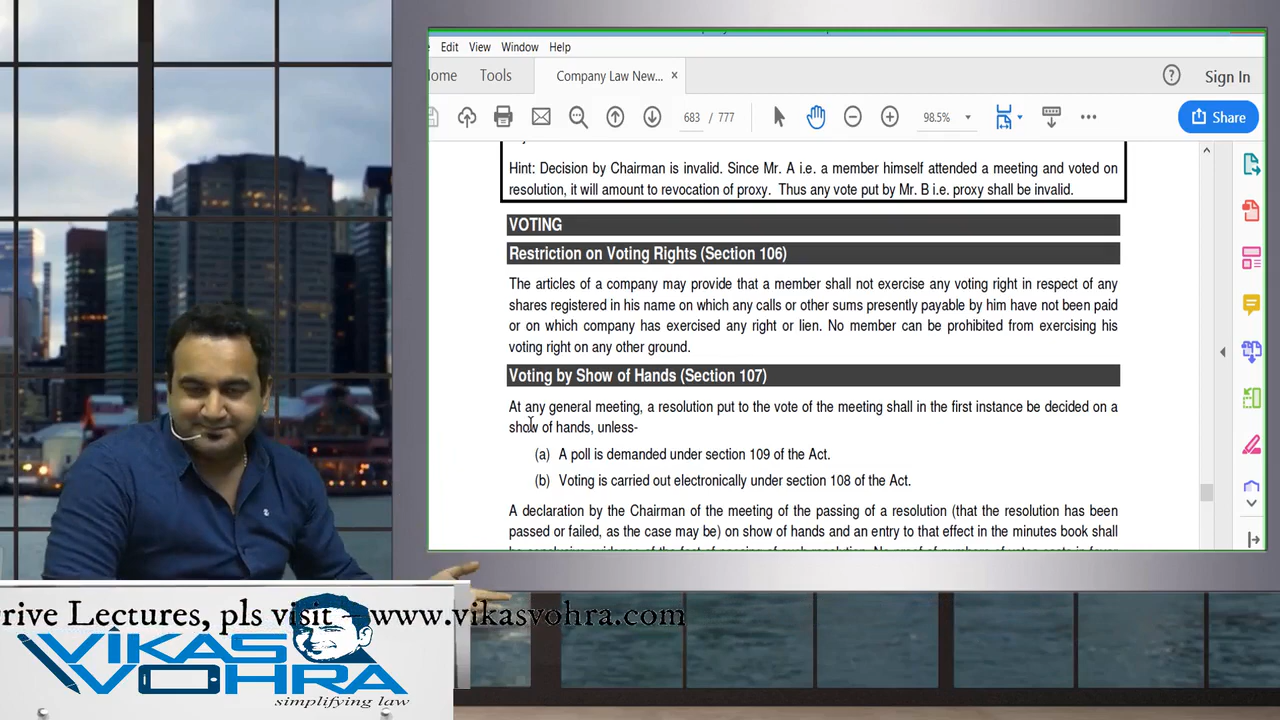 Edit View Window Help
ome Tools Company Law New... × Sign In
683 / 777 98.5% Share
Hint: Decision by Chairman is invalid. Since Mr. A i.e. a member himself attended a meeting and voted on
resolution, it will amount to revocation of proxy. Thus any vote put by Mr. B i.e. proxy shall be invalid.
VOTING
Restriction on Voting Rights (Section 106)
The articles of a company may provide that a member shall not exercise any voting right in respect of any
shares registered in his name on which any calls or other sums presently payable by him have not been paid
or on which company has exercised any right or lien. No member can be prohibited from exercising his
voting right on any other ground.
Voting by Show of Hands (Section 107)
At any general meeting, a resolution put to the vote of the meeting shall in the first instance be decided on a
show of hands, unless-
(a) A poll is demanded under section 109 of the Act.
(b) Voting is carried out electronically under section 108 of the Act.
A declaration by the Chairman of the meeting of the passing of a resolution (that the resolution has been
passed or failed, as the case may be) on show of hands and an entry to that effect in the minutes book shall
rive Lectures, pls visit – www.vikasvohra.com
VIKAS
VOHRA
simplifying law